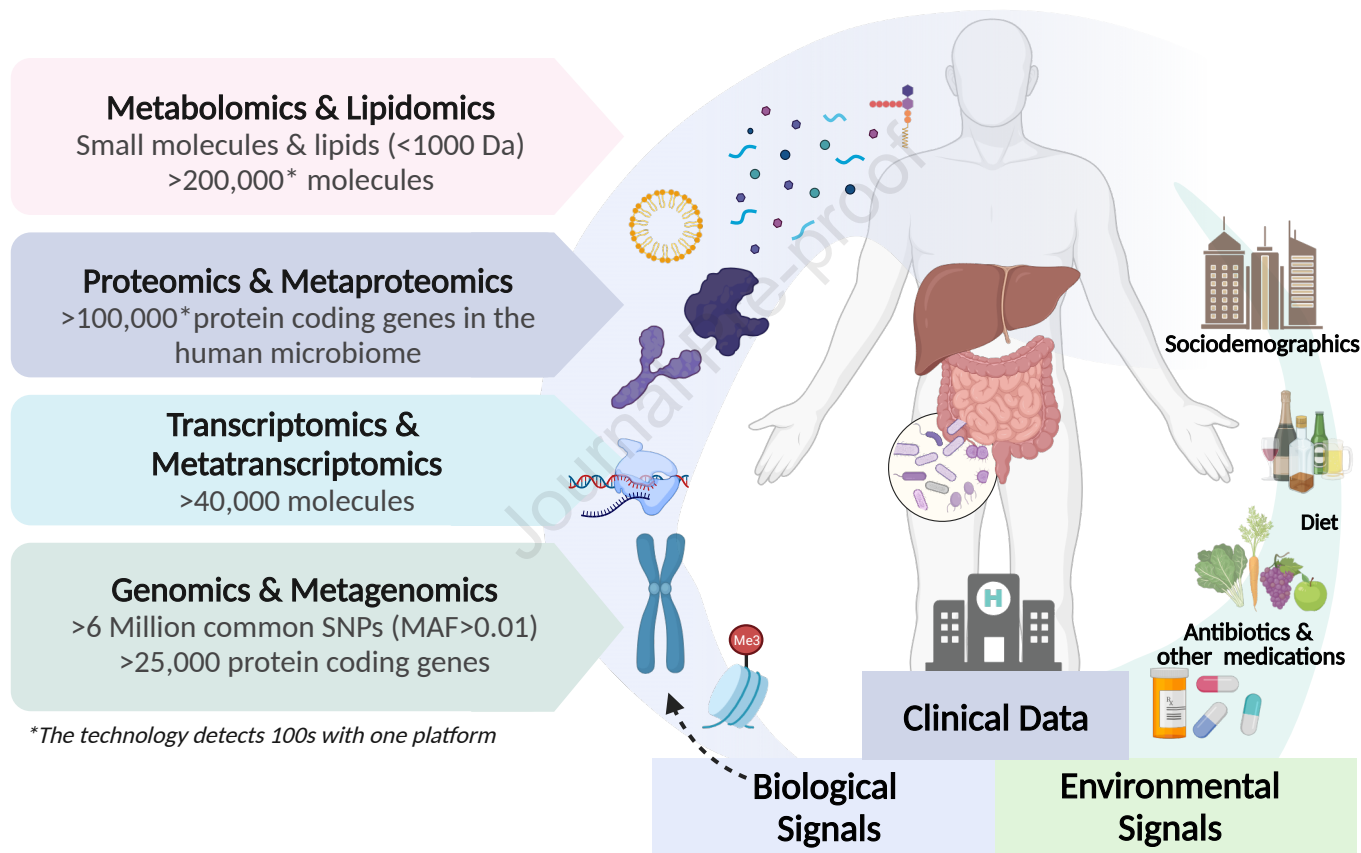 Metabolomics & Lipidomics
Small molecules & lipids (<1000 Da)
>200,000* molecules
Proteomics & Metaproteomics
>100,000*protein coding genes in the
human microbiome
Transcriptomics &
Metatranscriptomics
>40,000 molecules
Genomics & Metagenomics
>6 Million common SNPs (MAF>0.01)
>25,000 protein coding genes
*The technology detects 100s with one platform
Me3
Journal Pre-proof
H
Sociodemographics
Diet
Antibiotics &
other medications
Rx
Clinical Data
Biological
Signals
Environmental
Signals